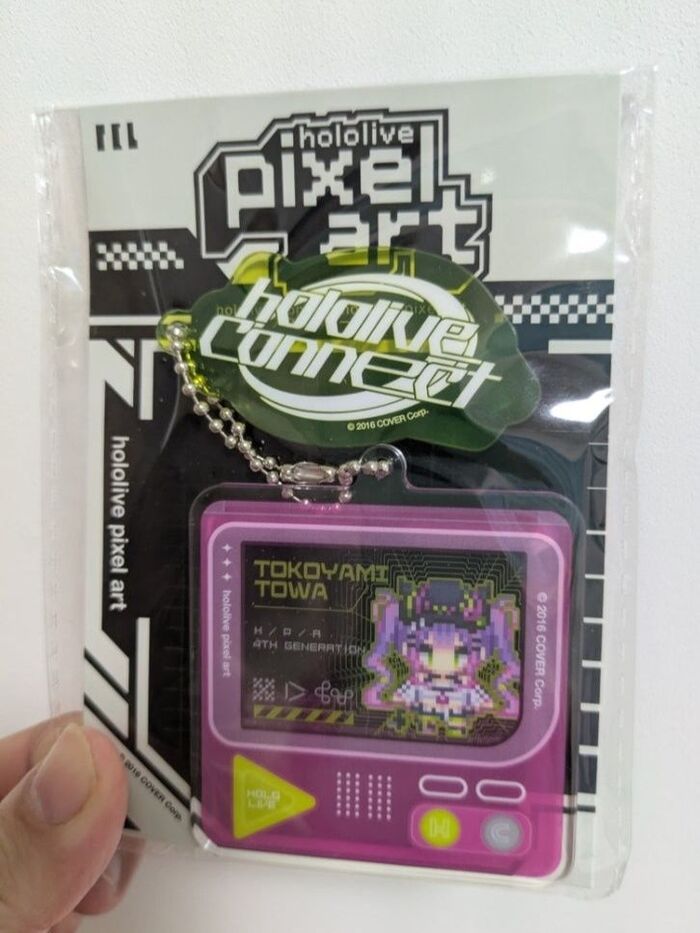 hololive
pixel
art
hololive
Connect
© 2016 COVER Corp.
hololive pixel art
TOKOYAMI
TOWA
H / P / A
4TH GENERATION
hololive pixel art
© 2016 COVER Corp.
HOLO
LIVE
© 2016 COVER Corp.